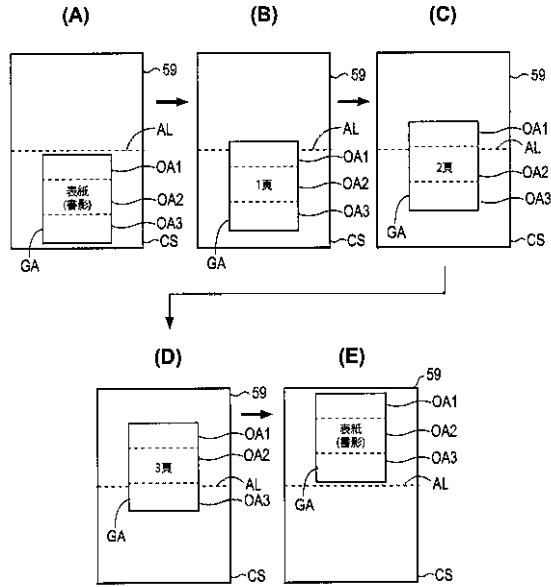 (A)
59
AL
OA1
表紙
(書影)
OA2
OA3
CS
GA
(B)
59
AL
OA1
1頁
OA2
OA3
GA
CS
(C)
59
OA1
AL
2頁
OA2
OA3
GA
CS
(D)
59
OA1
OA2
3頁
AL
OA3
GA
CS
(E)
59
OA1
表紙
(書影)
OA2
OA3
GA
AL
CS